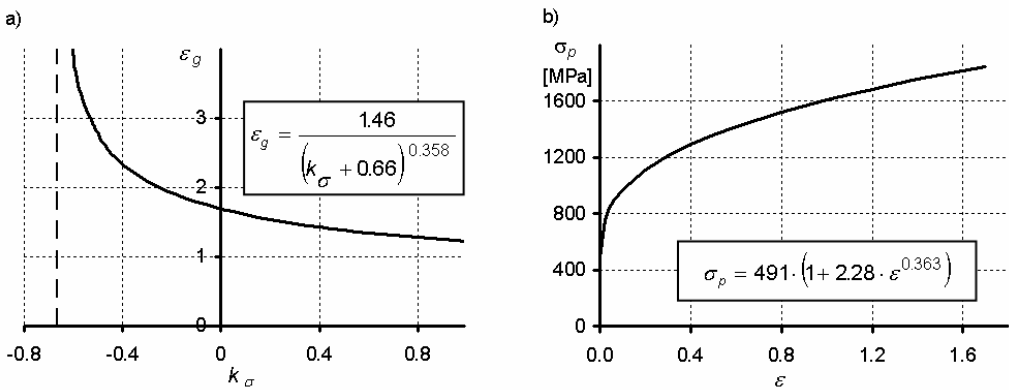 a)
ε_g
3
2
1
0
-0.8
-0.4
0
0.4
0.8
k_σ
ε_g = 1.46 / (k_σ + 0.66)^0.358
b)
σ_p
[MPa]
1600
1200
800
400
0
0.0
0.4
0.8
1.2
1.6
ε
σ_p = 491·(1+2.28·ε^0.363)